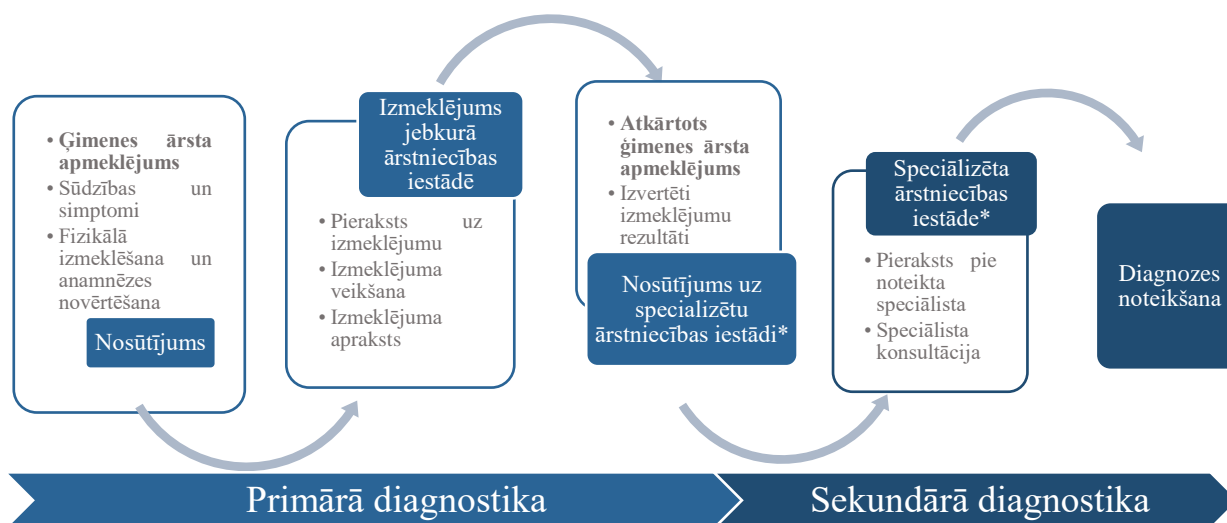 • Ģimenes ārsta
apmeklējums
• Sūdzības un
simptomi
• Fizikālā
izmeklēšana un
anamnēzes
novērtēšana
Nosūtījums
Izmeklējums
jebkurā
ārstniecības
iestādē
• Pieraksts uz
izmeklējumu
• Izmeklējuma
veikšana
• Izmeklējuma
apraksts
• Atkārtots
ģimenes ārsta
apmeklējums
• Izvertēti
izmeklējumu
rezultāti
Nosūtījums uz
specializētu
ārstniecības iestādi*
Speciālizēta
ārstniecības
iestāde*
• Pieraksts pie
noteikta
speciālista
• Speciālista
konsultācija
Diagnozes
noteikšana
Primārā diagnostika
Sekundārā diagnostika